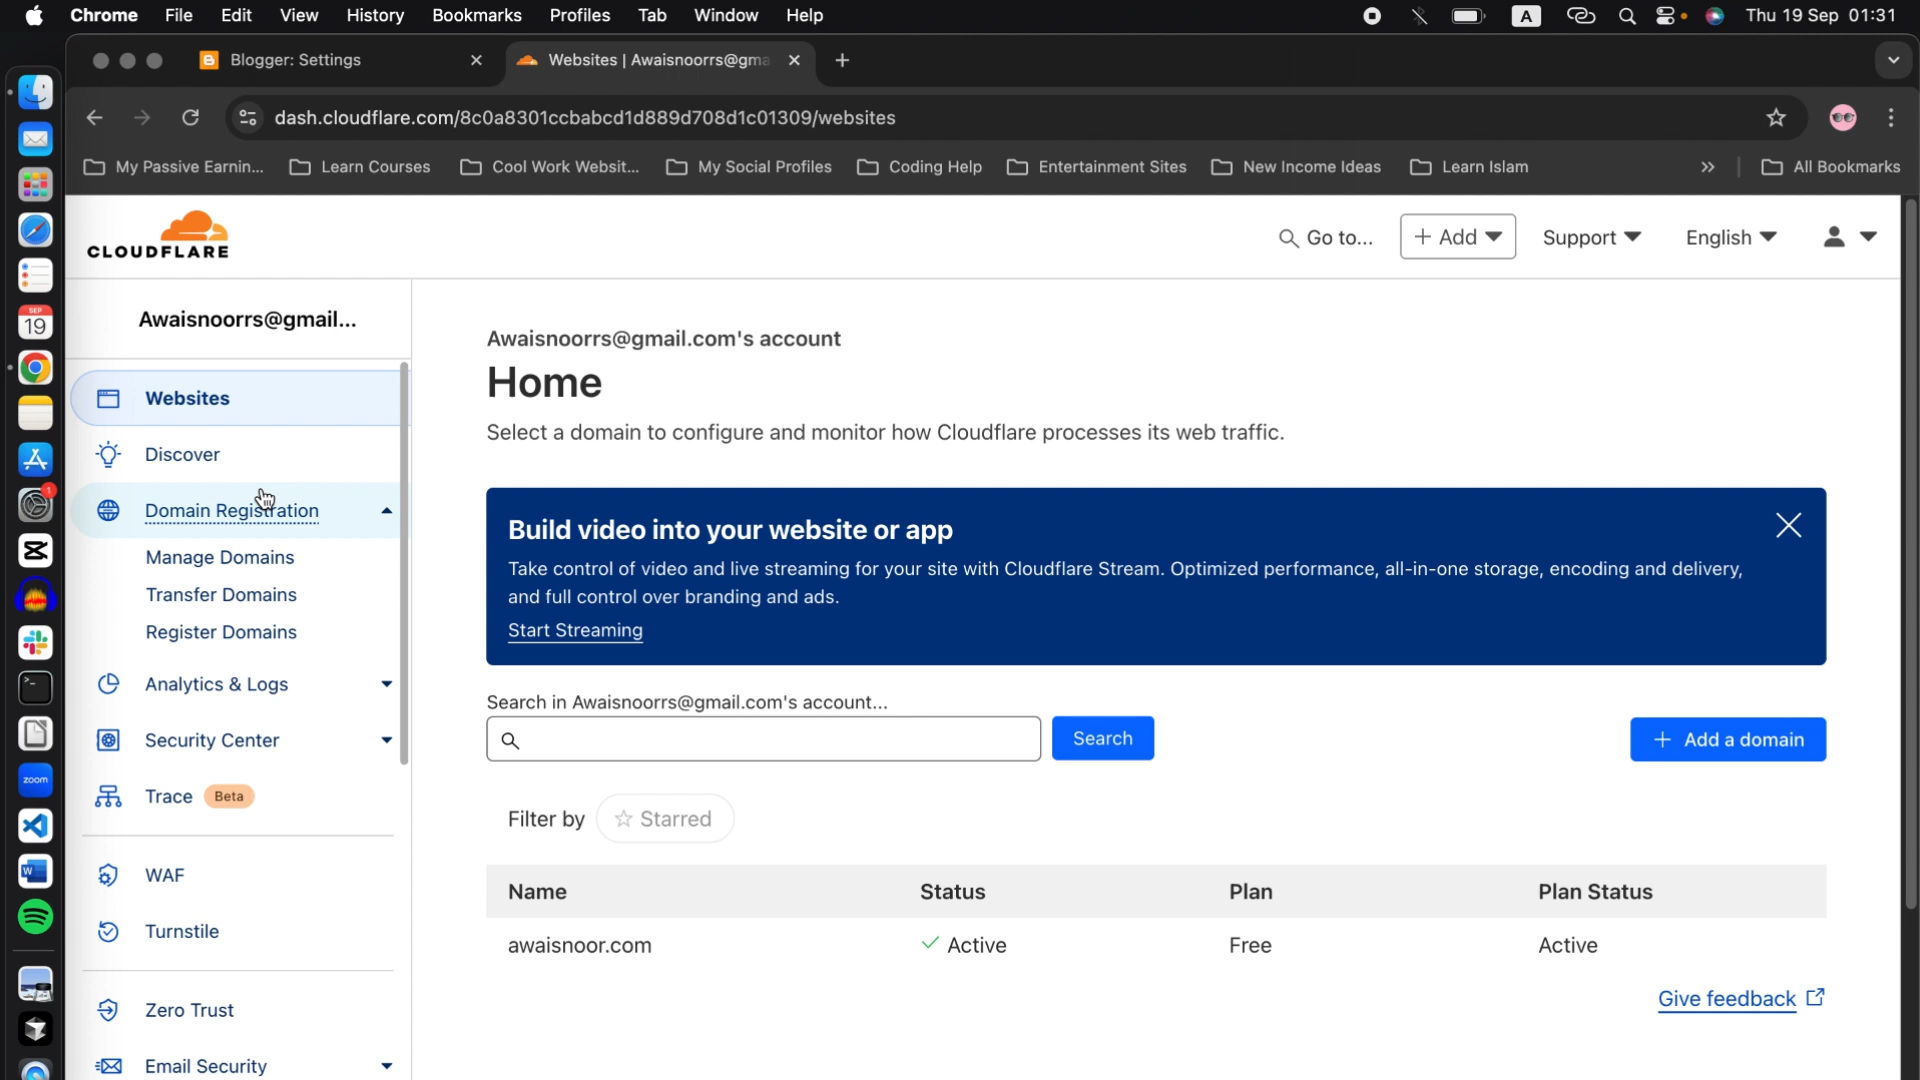 Chrome File Edit View History Bookmarks Profiles Tab Window Help A Thu 19 Sep 01:31
Blogger: Settings Websites | Awaisnoorrs@gma
dash.cloudflare.com/8c0a8301ccbabcd1d889d708d1c01309/websites
My Passive Earnin... Learn Courses Cool Work Websit... My Social Profiles Coding Help Entertainment Sites New Income Ideas Learn Islam » All Bookmarks
CLOUDFLARE
Go to... + Add Support English
Awaisnoorrs@gmail...
Websites
Discover
Domain Registration
Manage Domains
Transfer Domains
Register Domains
Analytics & Logs
Security Center
Trace Beta
WAF
Turnstile
Zero Trust
Email Security
Awaisnoorrs@gmail.com's account
Home
Select a domain to configure and monitor how Cloudflare processes its web traffic.
Build video into your website or app
Take control of video and live streaming for your site with Cloudflare Stream. Optimized performance, all-in-one storage, encoding and delivery,
and full control over branding and ads.
Start Streaming
Search in Awaisnoorrs@gmail.com's account...
Search
+ Add a domain
Filter by Starred
Name Status Plan Plan Status
awaisnoor.com Active Free Active
Give feedback
SEP
19
1
zoom
W